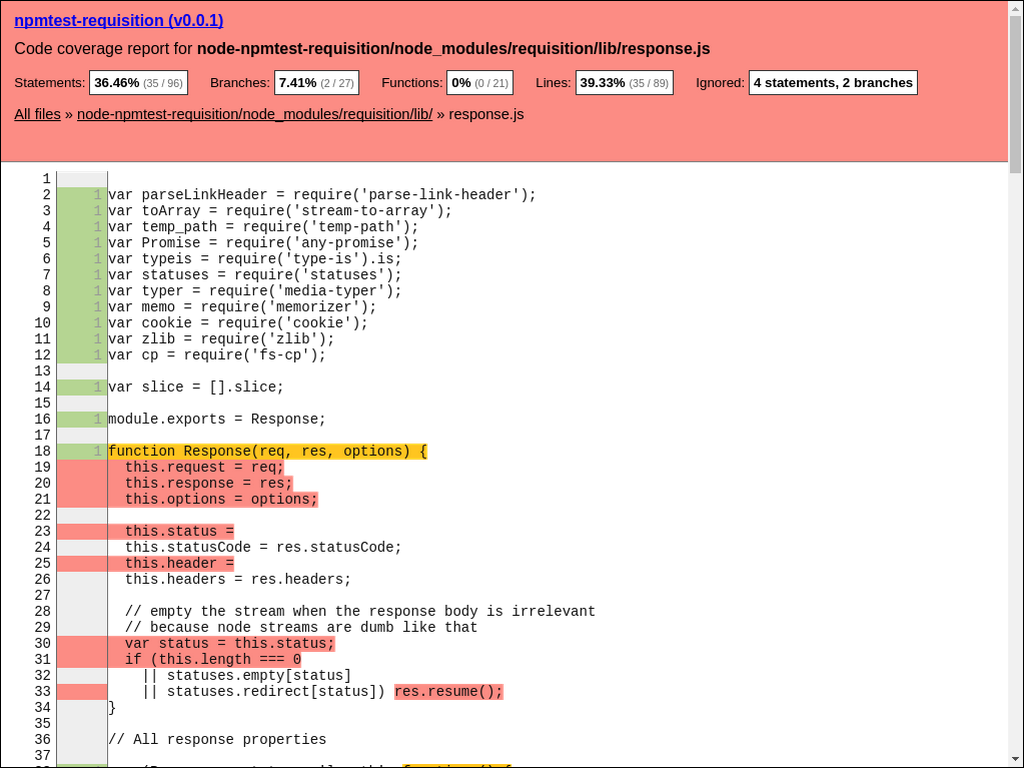 npmtest-requisition (v0.0.1)
Code coverage report for node-npmtest-requisition/node_modules/requisition/lib/response.js
Statements: 36.46% (35 / 96) Branches: 7.41% (2 / 27) Functions: 0% (0 / 21) Lines: 39.33% (35 / 89) Ignored: 4 statements, 2 branches
All files » node-npmtest-requisition/node_modules/requisition/lib/ » response.js
1
2 1 var parseLinkHeader = require('parse-link-header');
3 1 var toArray = require('stream-to-array');
4 1 var temp_path = require('temp-path');
5 1 var Promise = require('any-promise');
6 1 var typeis = require('type-is').is;
7 1 var statuses = require('statuses');
8 1 var typer = require('media-typer');
9 1 var memo = require('memorizer');
10 1 var cookie = require('cookie');
11 1 var zlib = require('zlib');
12 1 var cp = require('fs-cp');
13
14 1 var slice = [].slice;
15
16 1 module.exports = Response;
17
18 1 function Response(req, res, options) {
19 this.request = req;
20 this.response = res;
21 this.options = options;
22
23 this.status =
24 this.statusCode = res.statusCode;
25 this.header =
26 this.headers = res.headers;
27
28 // empty the stream when the response body is irrelevant
29 // because node streams are dumb like that
30 var status = this.status;
31 if (this.length === 0
32 || statuses.empty[status]
33 || statuses.redirect[status]) res.resume();
34 }
35
36 // All response properties
37